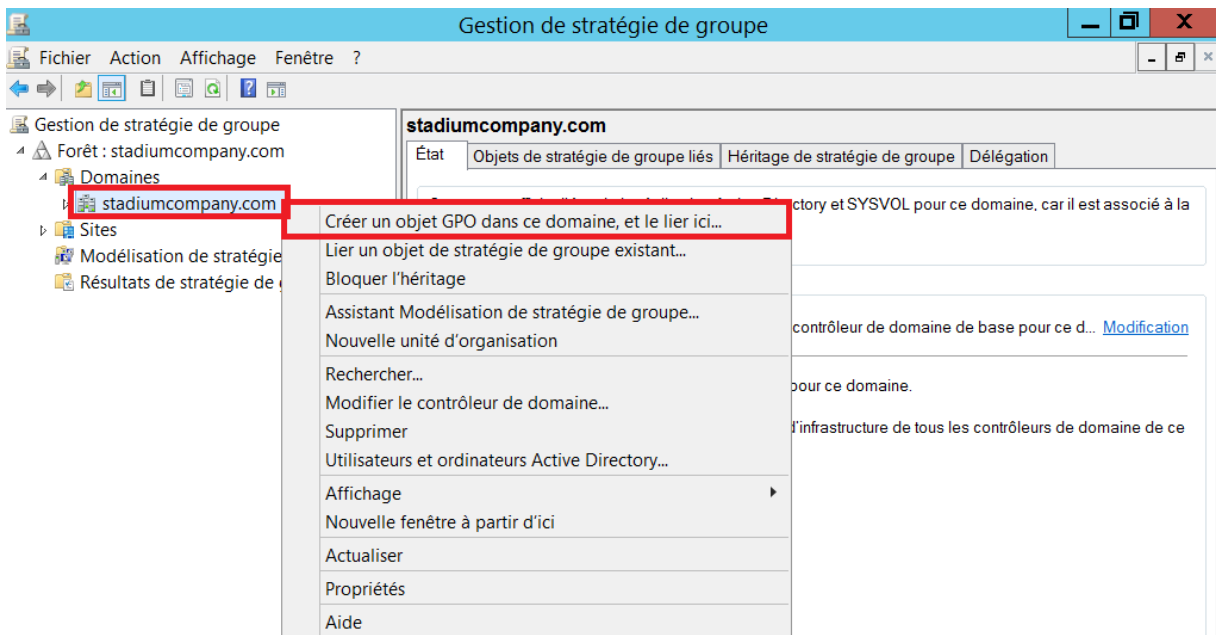 Gestion de stratégie de groupe
Fichier Action Affichage Fenêtre ?
Gestion de stratégie de groupe
Forêt : stadiumcompany.com
Domaines
stadiumcompany.com
Sites
Modélisation de stratégie
Résultats de stratégie de
stadiumcompany.com
État
Objets de stratégie de groupe liés
Héritage de stratégie de groupe
Délégation
ctory et SYSVOL pour ce domaine, car il est associé à la
contrôleur de domaine de base pour ce d... Modification
pour ce domaine.
d'infrastructure de tous les contrôleurs de domaine de ce
Créer un objet GPO dans ce domaine, et le lier ici...
Lier un objet de stratégie de groupe existant...
Bloquer l'héritage
Assistant Modélisation de stratégie de groupe...
Nouvelle unité d'organisation
Rechercher...
Modifier le contrôleur de domaine...
Supprimer
Utilisateurs et ordinateurs Active Directory...
Affichage
Nouvelle fenêtre à partir d'ici
Actualiser
Propriétés
Aide